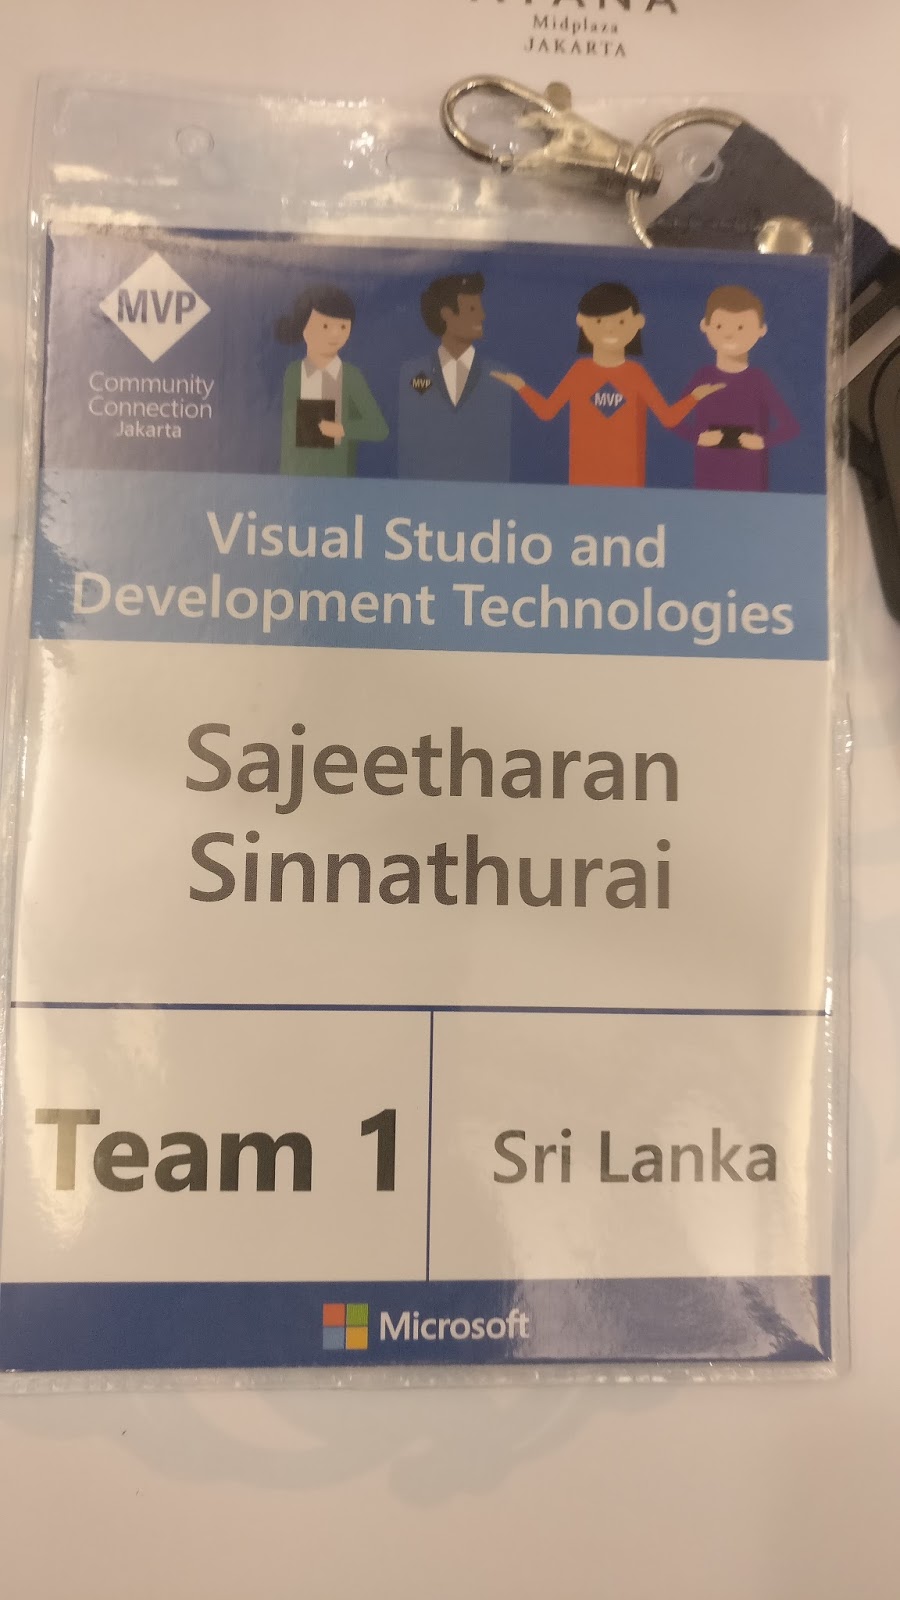 Midplaza
JAKARTA
MVP
Community
Connection
Jakarta
MVP
MVP
Visual Studio and
Development Technologies
Sajeetharan
Sinnathurai
Team 1
Sri Lanka
Microsoft